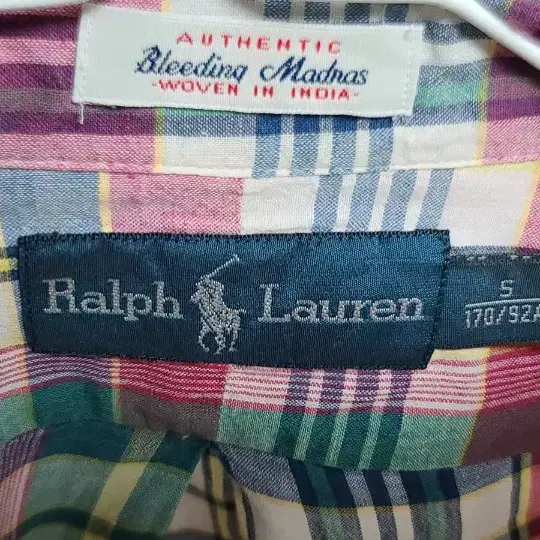 AUTHENTIC
Bleeding Madras
-WOVEN IN INDIA-
Ralph Lauren
S
170/92A